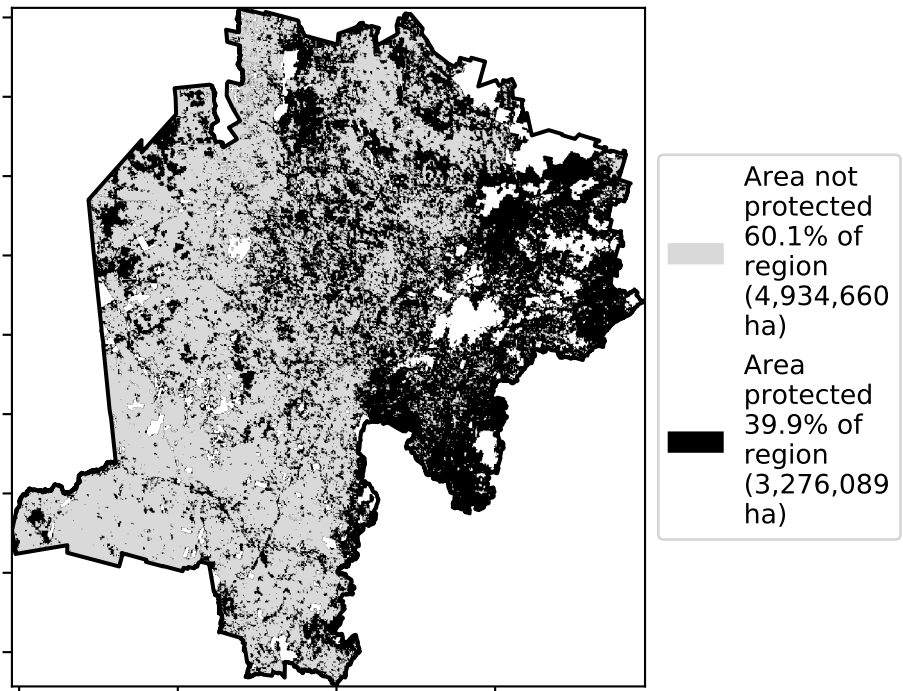 Area not
protected
60.1% of
region
(4,934,660
ha)
Area
protected
39.9% of
region
(3,276,089
ha)